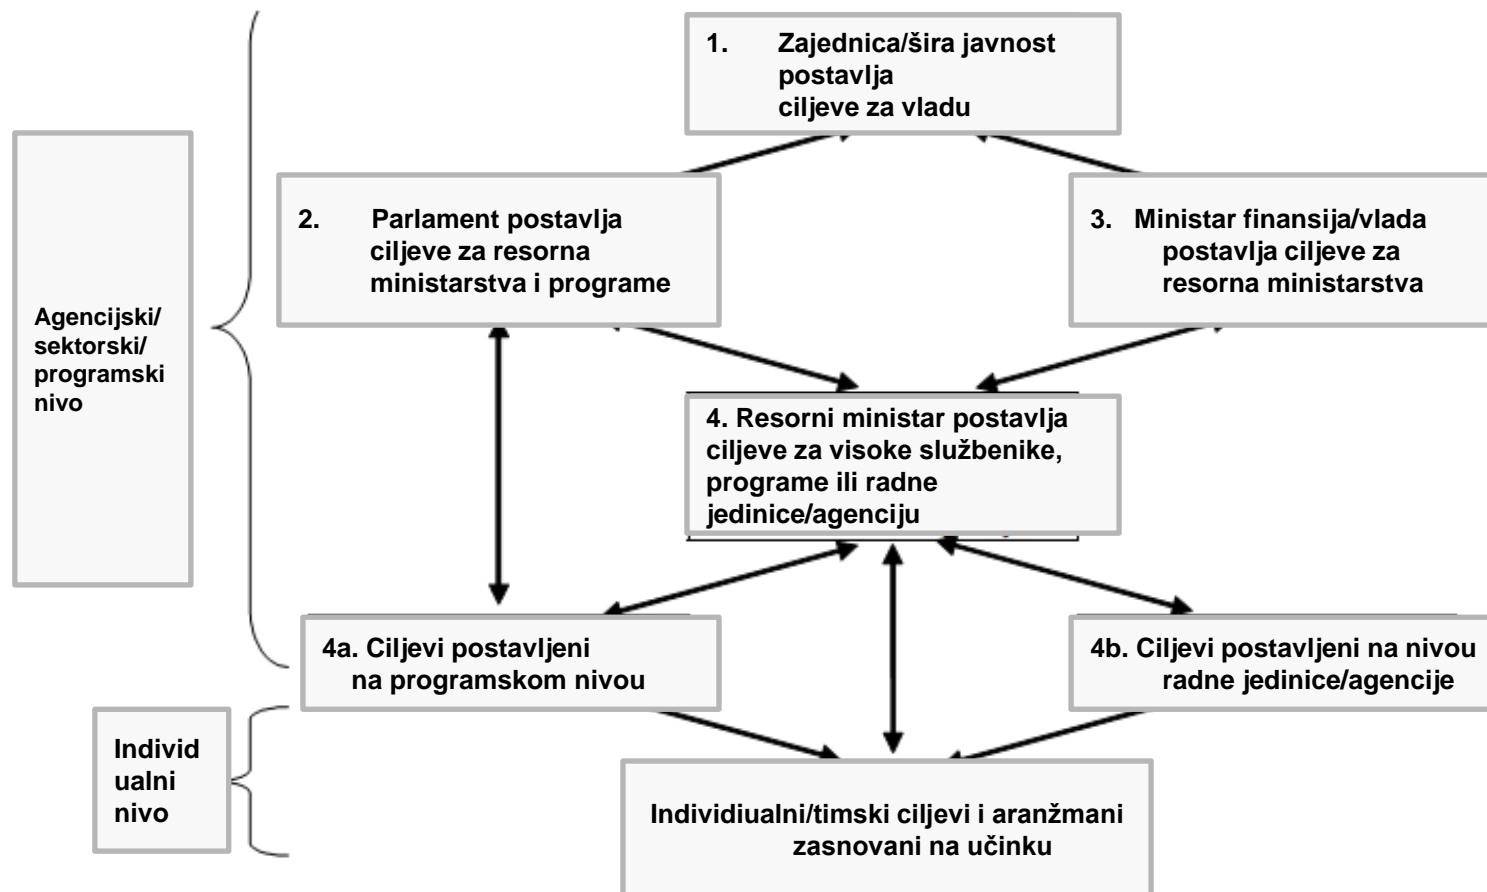 1. Zajednica/šira javnost
postavlja
ciljeve za vladu
2. Parlament postavlja
ciljeve za resorna
ministarstva i programe
3. Ministar finansija/vlada
postavlja ciljeve za
resorna ministarstva
Agencijski/
sektorski/
programski
nivo
4. Resorni ministar postavlja
ciljeve za visoke službenike,
programe ili radne
jedinice/agenciju
4a. Ciljevi postavljeni
na programskom nivou
4b. Ciljevi postavljeni na nivou
radne jedinice/agencije
Individ
ualni
nivo
Individiualni/timski ciljevi i aranžmani
zasnovani na učinku